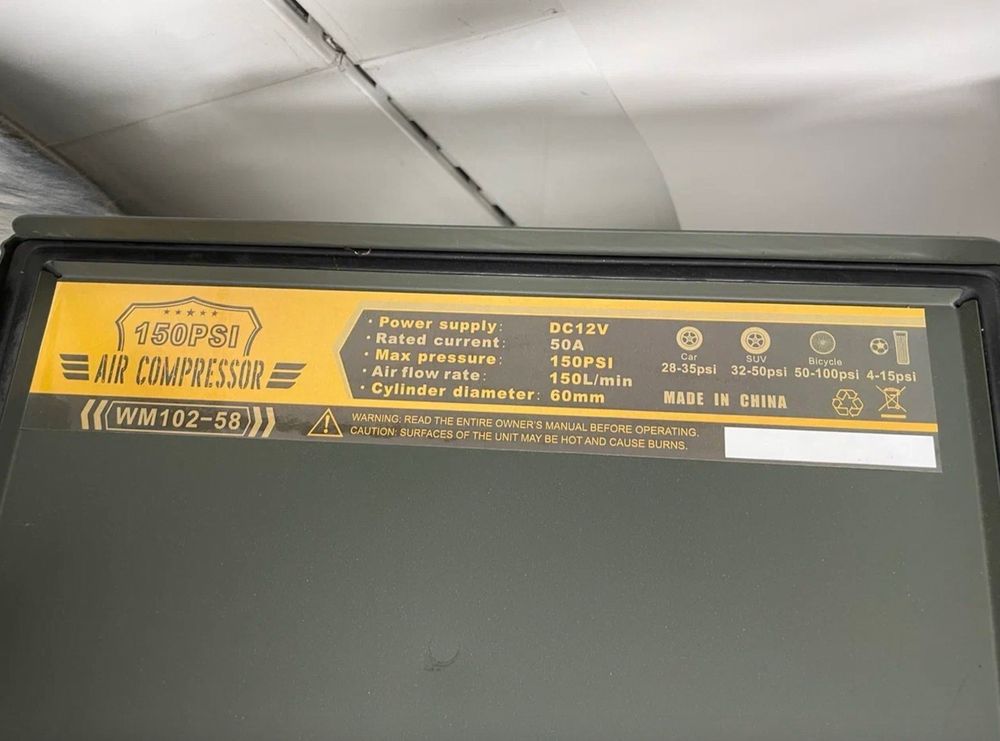 150PSI
AIR COMPRESSOR
WM102-58
· Power supply: DC12V
· Rated current: 50A
· Max pressure: 150PSI
· Air flow rate: 150L/min
· Cylinder diameter: 60mm
Car SUV Bicycle
28-35psi 32-50psi 50-100psi 4-15psi
MADE IN CHINA
WARNING: READ THE ENTIRE OWNER'S MANUAL BEFORE OPERATING.
CAUTION: SURFACES OF THE UNIT MAY BE HOT AND CAUSE BURNS.